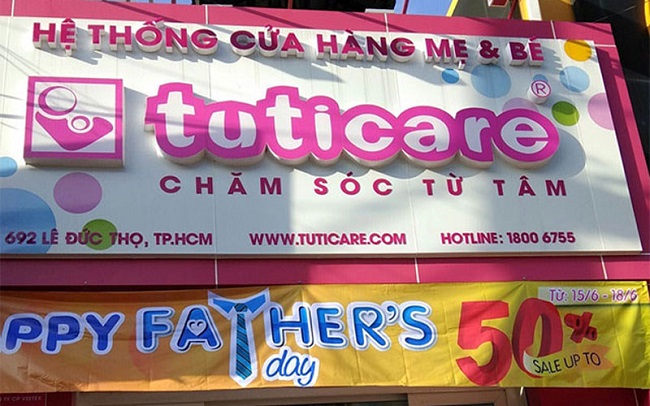 HỆ THỐNG CỬA HÀNG MẸ & BÉ
tuticare ®
CHĂM SÓC TỪ TÂM
692 LÊ ĐỨC THỌ, TP.HCM WWW.TUTICARE.COM HOTLINE: 1800 6755
Từ: 15/6 - 18/6
APPY FATHER'S day
50%
SALE UP TO